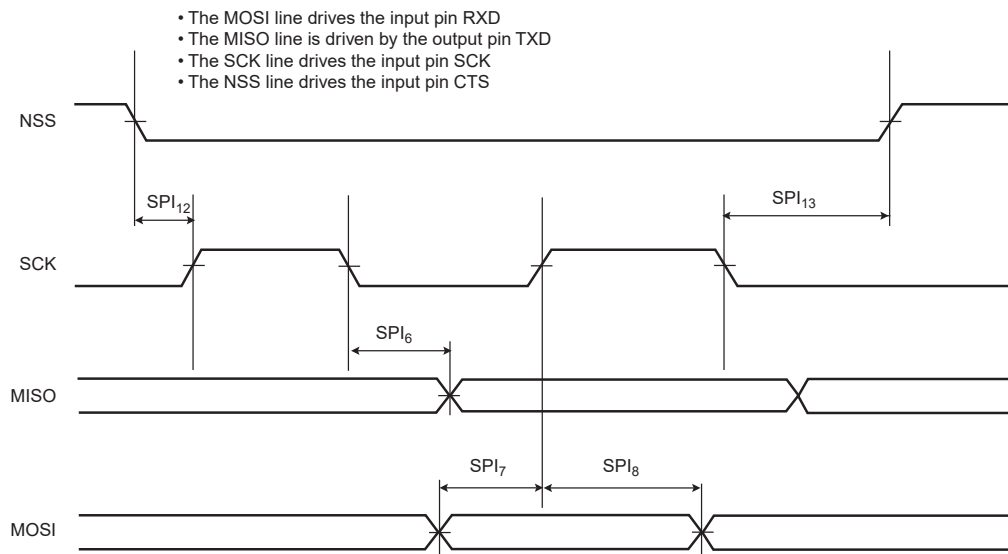 • The MOSI line drives the input pin RXD
• The MISO line is driven by the output pin TXD
• The SCK line drives the input pin SCK
• The NSS line drives the input pin CTS
NSS
SPI12
SPI13
SCK
SPI6
MISO
SPI7
SPI8
MOSI